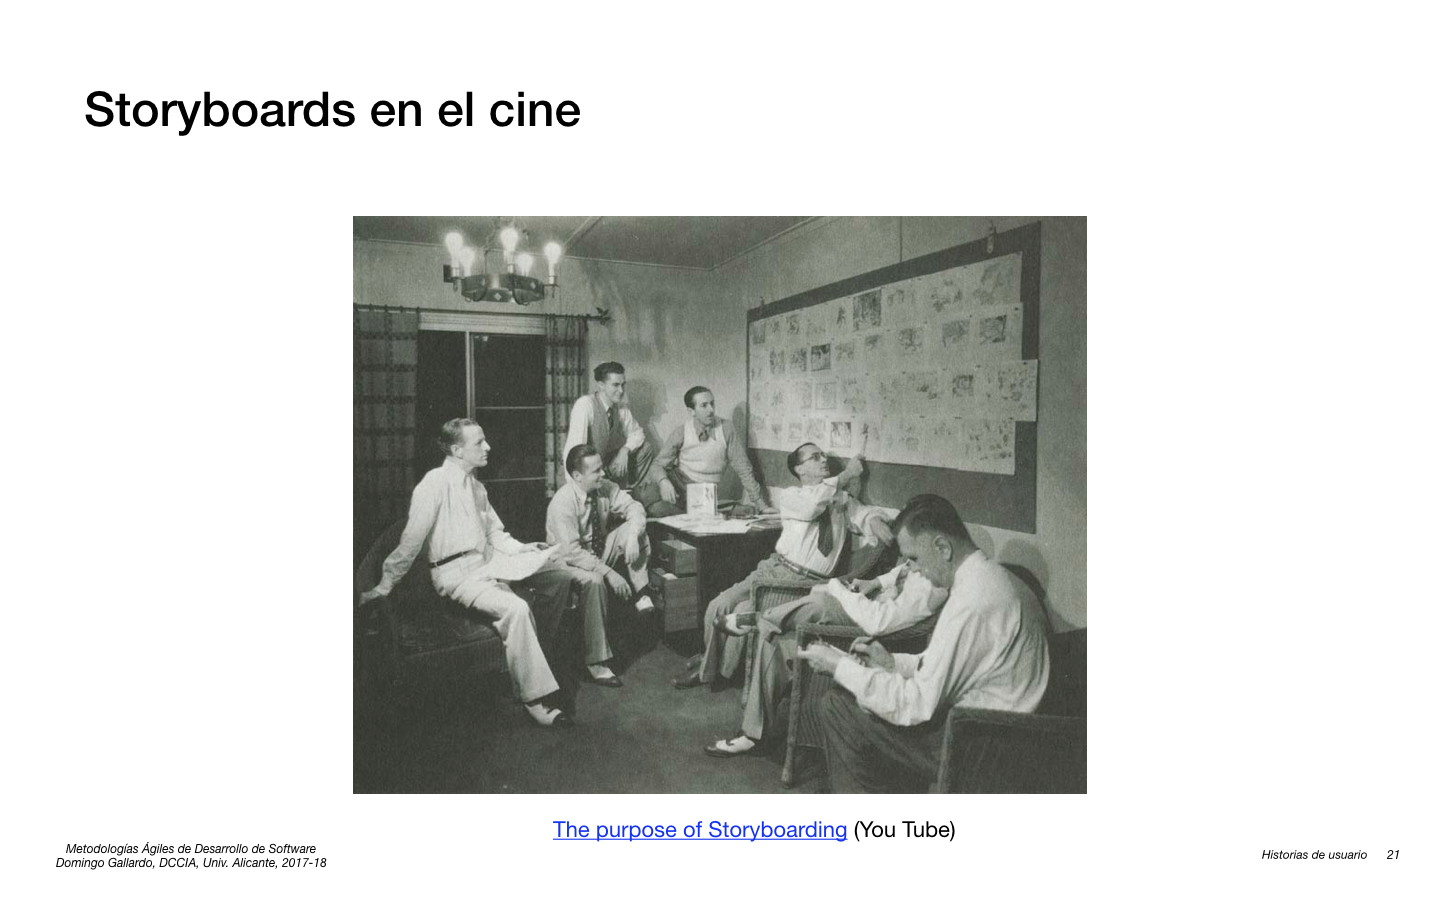 Storyboards en el cine
The purpose of Storyboarding (You Tube)
Metodologías Ágiles de Desarrollo de Software
Domingo Gallardo, DCCIA, Univ. Alicante, 2017-18
Historias de usuario 21